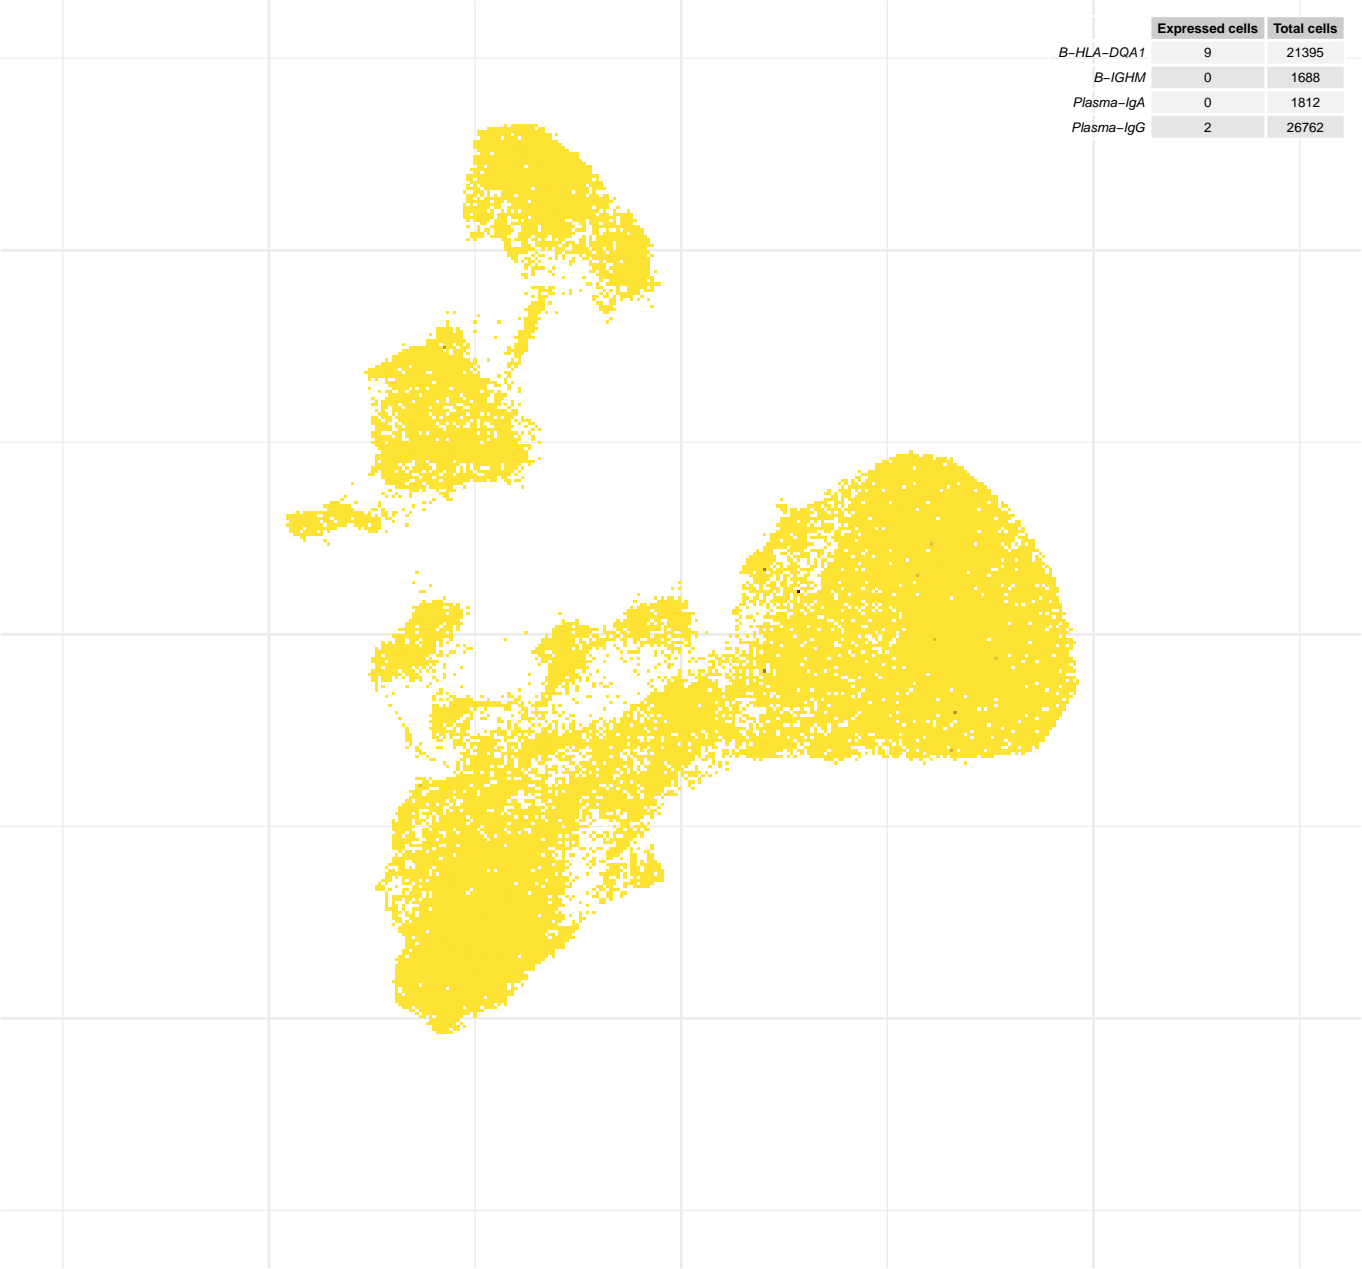 Expressed cells Total cells
B−HLA−DQA1 9 21395
B−IGHM 0 1688
Plasma−IgA 0 1812
Plasma−IgG 2 26762